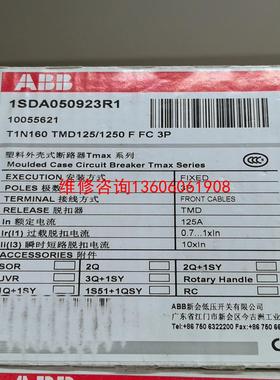 ABB
1SDA050923R1
10055621
T1N160 TMD125/1250 F FC 3P
塑料外壳式断路器Tmax 系列
Moulded Case Circuit Breaker Tmax Series
EXECUTION 安装方式 FIXED
POLES 极数
维修咨询13606061908
TERMINAL 接线方式 FRONT CABLES
RELEASE 脱扣器 TMD
In 额定电流 125A
Ir(I1) 过载脱扣电流 0.7...1xIn
Ii(I3) 瞬时短路脱扣电流 10xIn
ACCESSORIES 附件
SOR 2Q 2Q+1SY
UVR 3Q+1SY Rotary Handle
1Q+1SY 1S51+1QSY RC
ABB新会低压开关有限公司
广东省江门市新会区今古洲工业
Tel:+86 750 6322200 Fax:+86 750 66